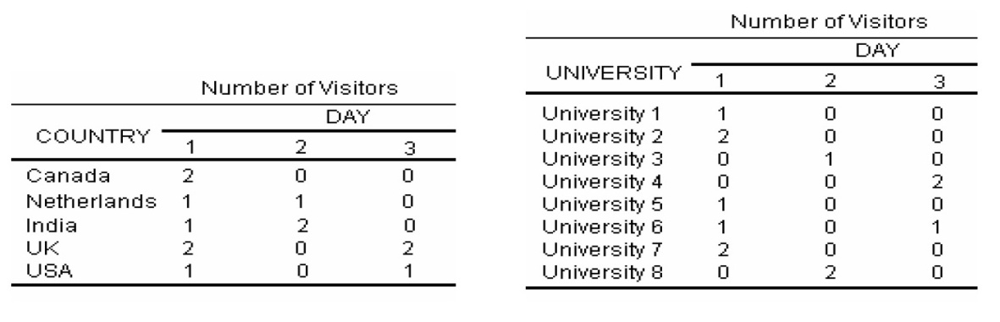 Number of Visitors
DAY
COUNTRY
1 2 3
Canada 2 0 0
Netherlands 1 1 0
India 1 2 0
UK 2 0 2
USA 1 0 1
Number of Visitors
DAY
UNIVERSITY
1 2 3
University 1 1 0 0
University 2 2 0 0
University 3 0 1 0
University 4 0 0 2
University 5 1 0 0
University 6 1 0 1
University 7 2 0 0
University 8 0 2 0